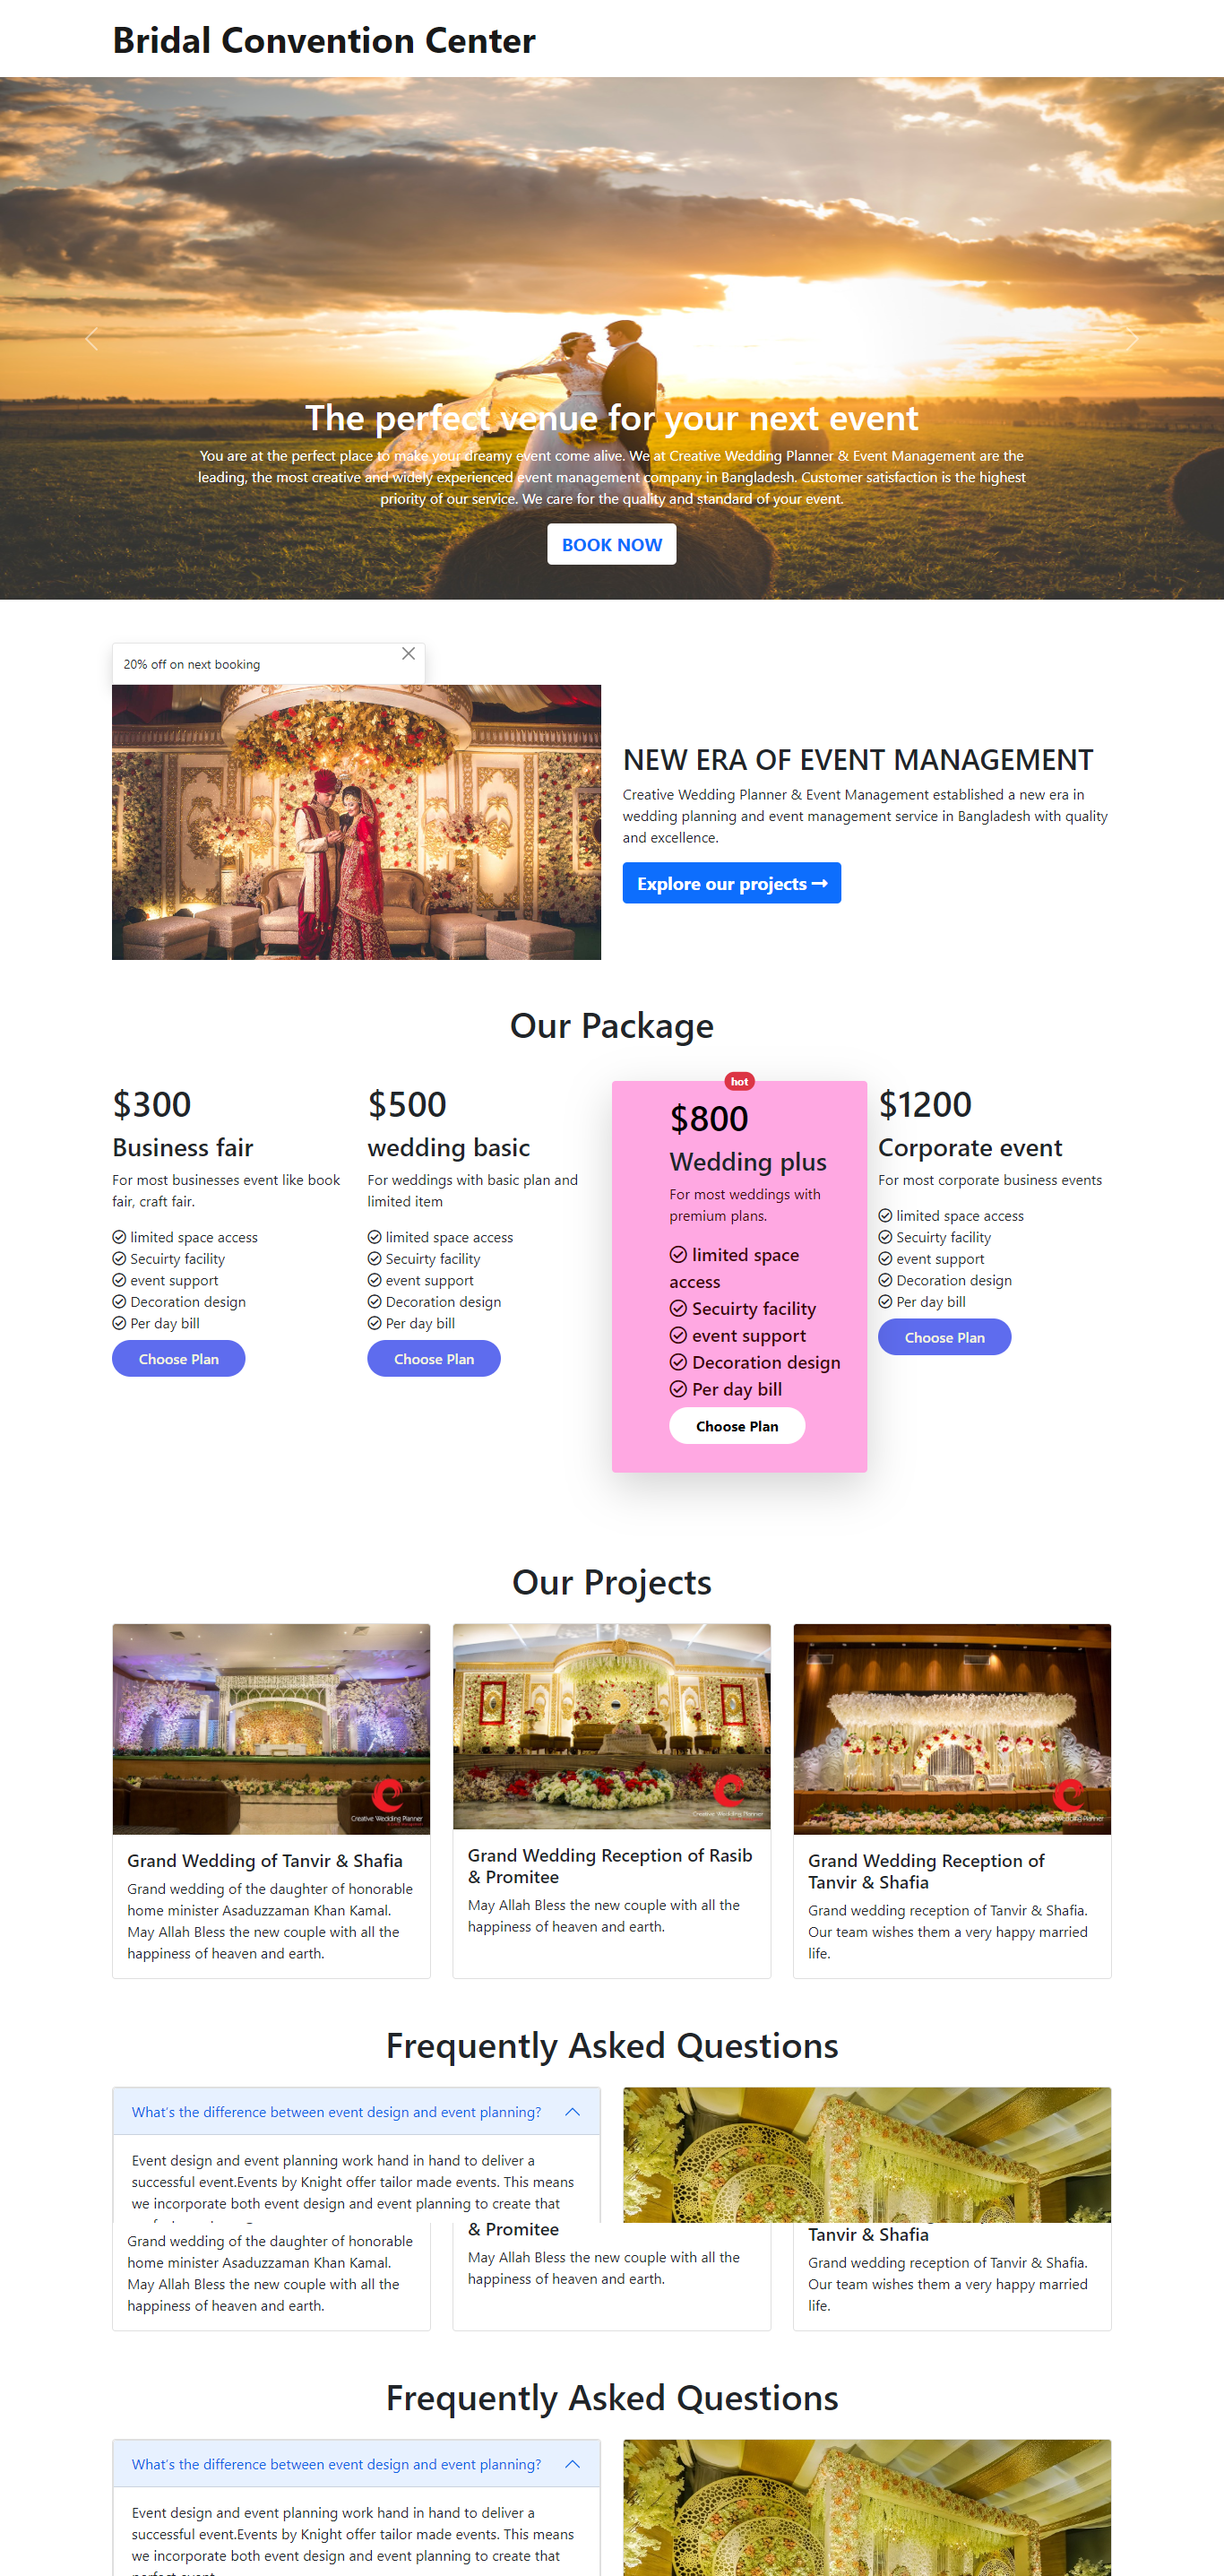 Bridal Convention Center
The perfect venue for your next event
You are at the perfect place to make your dreamy event come alive. We at Creative Wedding Planner & Event Management are the
leading, the most creative and widely experienced event management company in Bangladesh. Customer satisfaction is the highest
priority of our service. We care for the quality and standard of your event.
BOOK NOW
20% off on next booking
NEW ERA OF EVENT MANAGEMENT
Creative Wedding Planner & Event Management established a new era in
wedding planning and event management service in Bangladesh with quality
and excellence.
Explore our projects
Our Package
$300
Business fair
For most businesses event like book
fair, craft fair.
limited space access
Secuirty facility
event support
Decoration design
Per day bill
Choose Plan
$500
wedding basic
For weddings with basic plan and
limited item
limited space access
Secuirty facility
event support
Decoration design
Per day bill
Choose Plan
hot
$800
Wedding plus
For most weddings with
premium plans.
limited space
access
Secuirty facility
event support
Decoration design
Per day bill
Choose Plan
$1200
Corporate event
For most corporate business events
limited space access
Secuirty facility
event support
Decoration design
Per day bill
Choose Plan
Our Projects
Creative Wedding Planner
Grand Wedding of Tanvir & Shafia
Grand wedding of the daughter of honorable
home minister Asaduzzaman Khan Kamal.
May Allah Bless the new couple with all the
happiness of heaven and earth.
Creative Wedding Planner
Grand Wedding Reception of Rasib
& Promitee
May Allah Bless the new couple with all the
happiness of heaven and earth.
Creative Wedding Planner
Grand Wedding Reception of
Tanvir & Shafia
Grand wedding reception of Tanvir & Shafia.
Our team wishes them a very happy married
life.
Frequently Asked Questions
What's the difference between event design and event planning?
Event design and event planning work hand in hand to deliver a
successful event.Events by Knight offer tailor made events. This means
we incorporate both event design and event planning to create that
Grand wedding of the daughter of honorable
home minister Asaduzzaman Khan Kamal.
May Allah Bless the new couple with all the
happiness of heaven and earth.
& Promitee
May Allah Bless the new couple with all the
happiness of heaven and earth.
Tanvir & Shafia
Grand wedding reception of Tanvir & Shafia.
Our team wishes them a very happy married
life.
Frequently Asked Questions
What's the difference between event design and event planning?
Event design and event planning work hand in hand to deliver a
successful event.Events by Knight offer tailor made events. This means
we incorporate both event design and event planning to create that